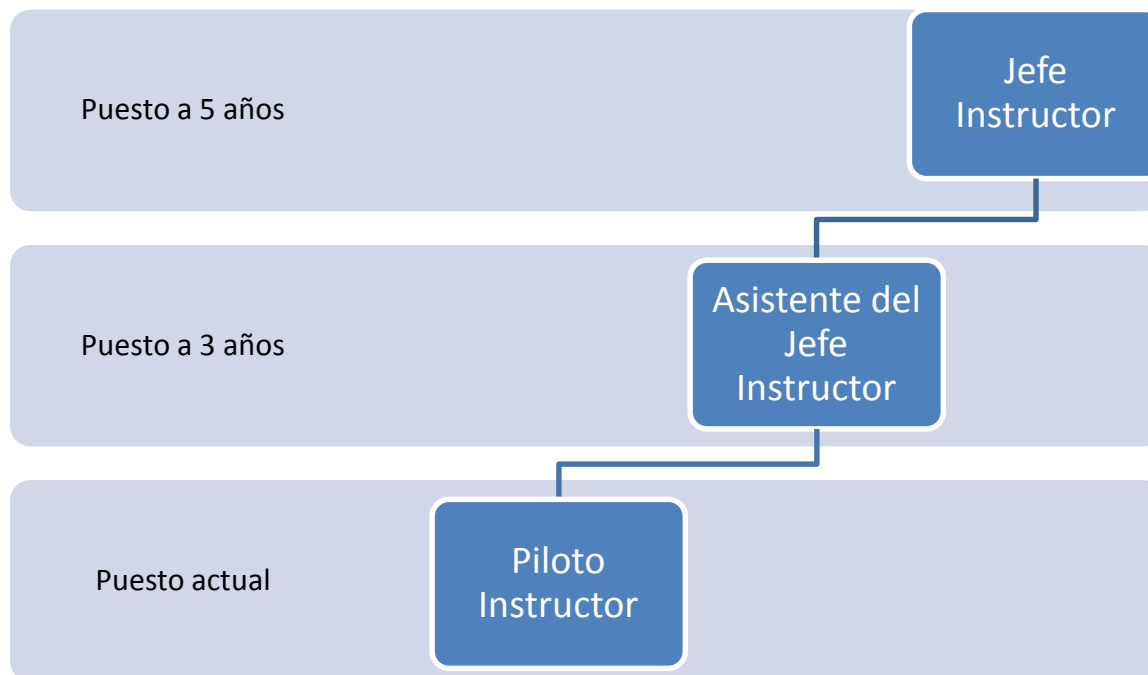 Puesto a 5 años
Jefe
Instructor
Puesto a 3 años
Asistente del
Jefe
Instructor
Puesto actual
Piloto
Instructor